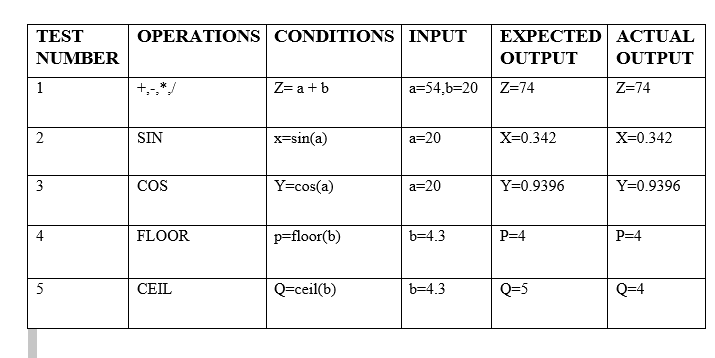 TEST NUMBER OPERATIONS CONDITIONS INPUT EXPECTED OUTPUT ACTUAL OUTPUT
1 +,-,*,/ Z= a + b a=54,b=20 Z=74 Z=74
2 SIN x=sin(a) a=20 X=0.342 X=0.342
3 COS Y=cos(a) a=20 Y=0.9396 Y=0.9396
4 FLOOR p=floor(b) b=4.3 P=4 P=4
5 CEIL Q=ceil(b) b=4.3 Q=5 Q=4